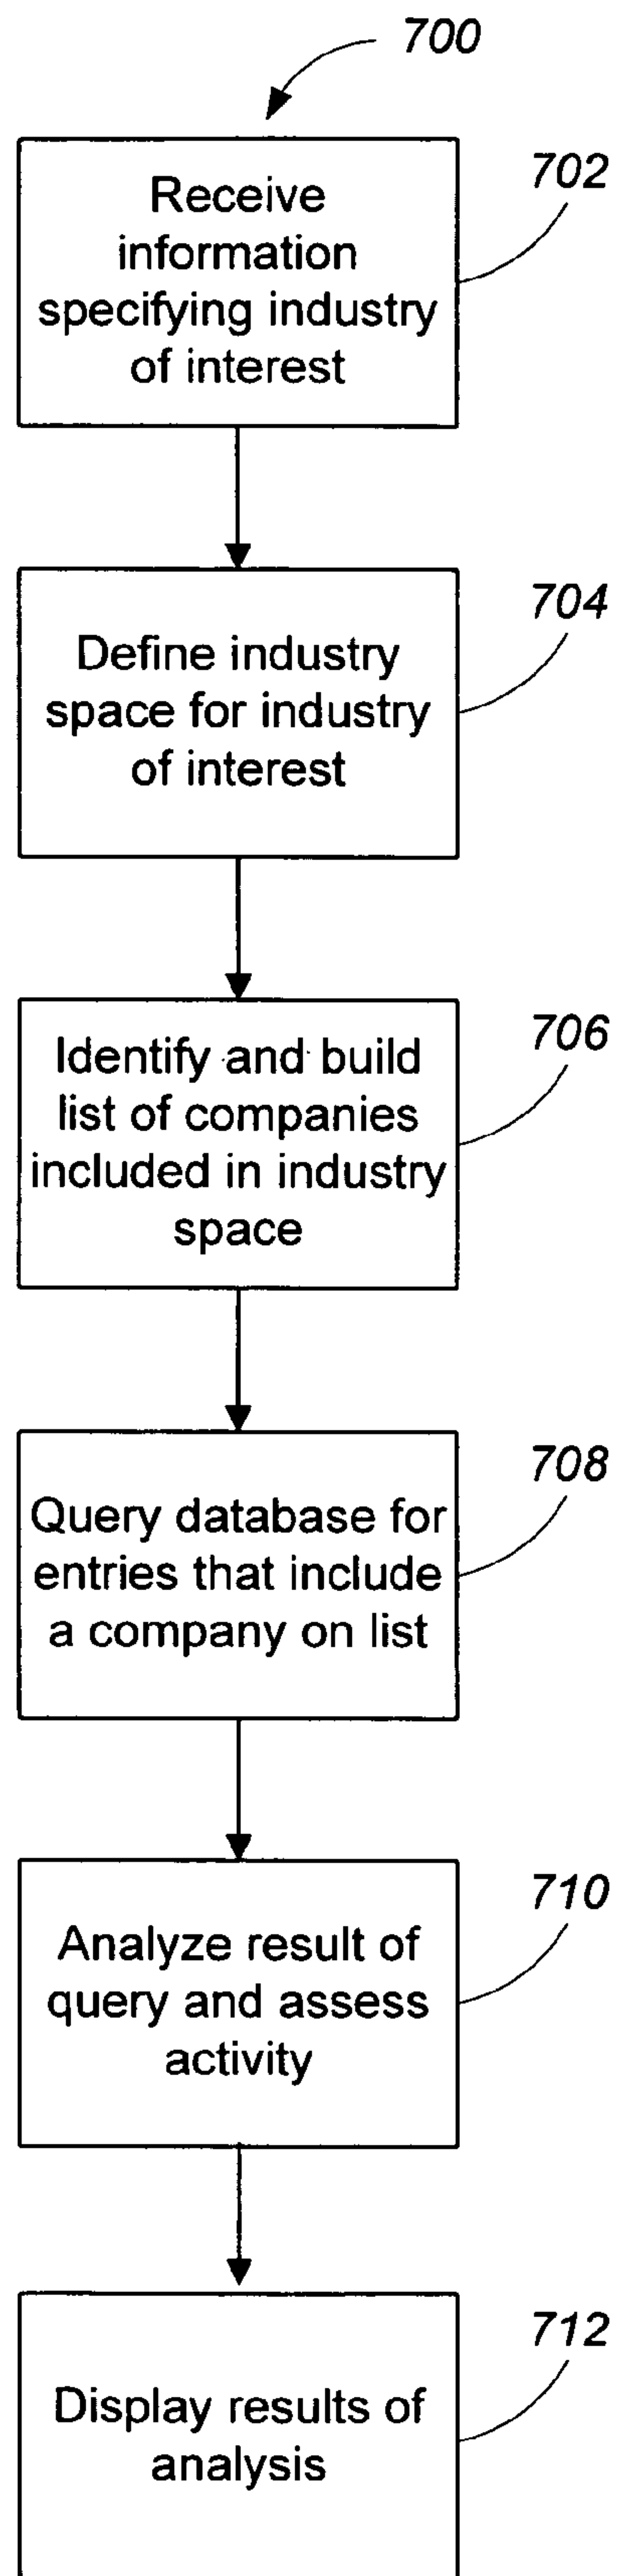 700
702
Receive
information
specifying industry
of interest
704
Define industry
space for industry
of interest
706
Identify and build
list of companies
included in industry
space
708
Query database for
entries that include
a company on list
710
Analyze result of
query and assess
activity
712
Display results of
analysis